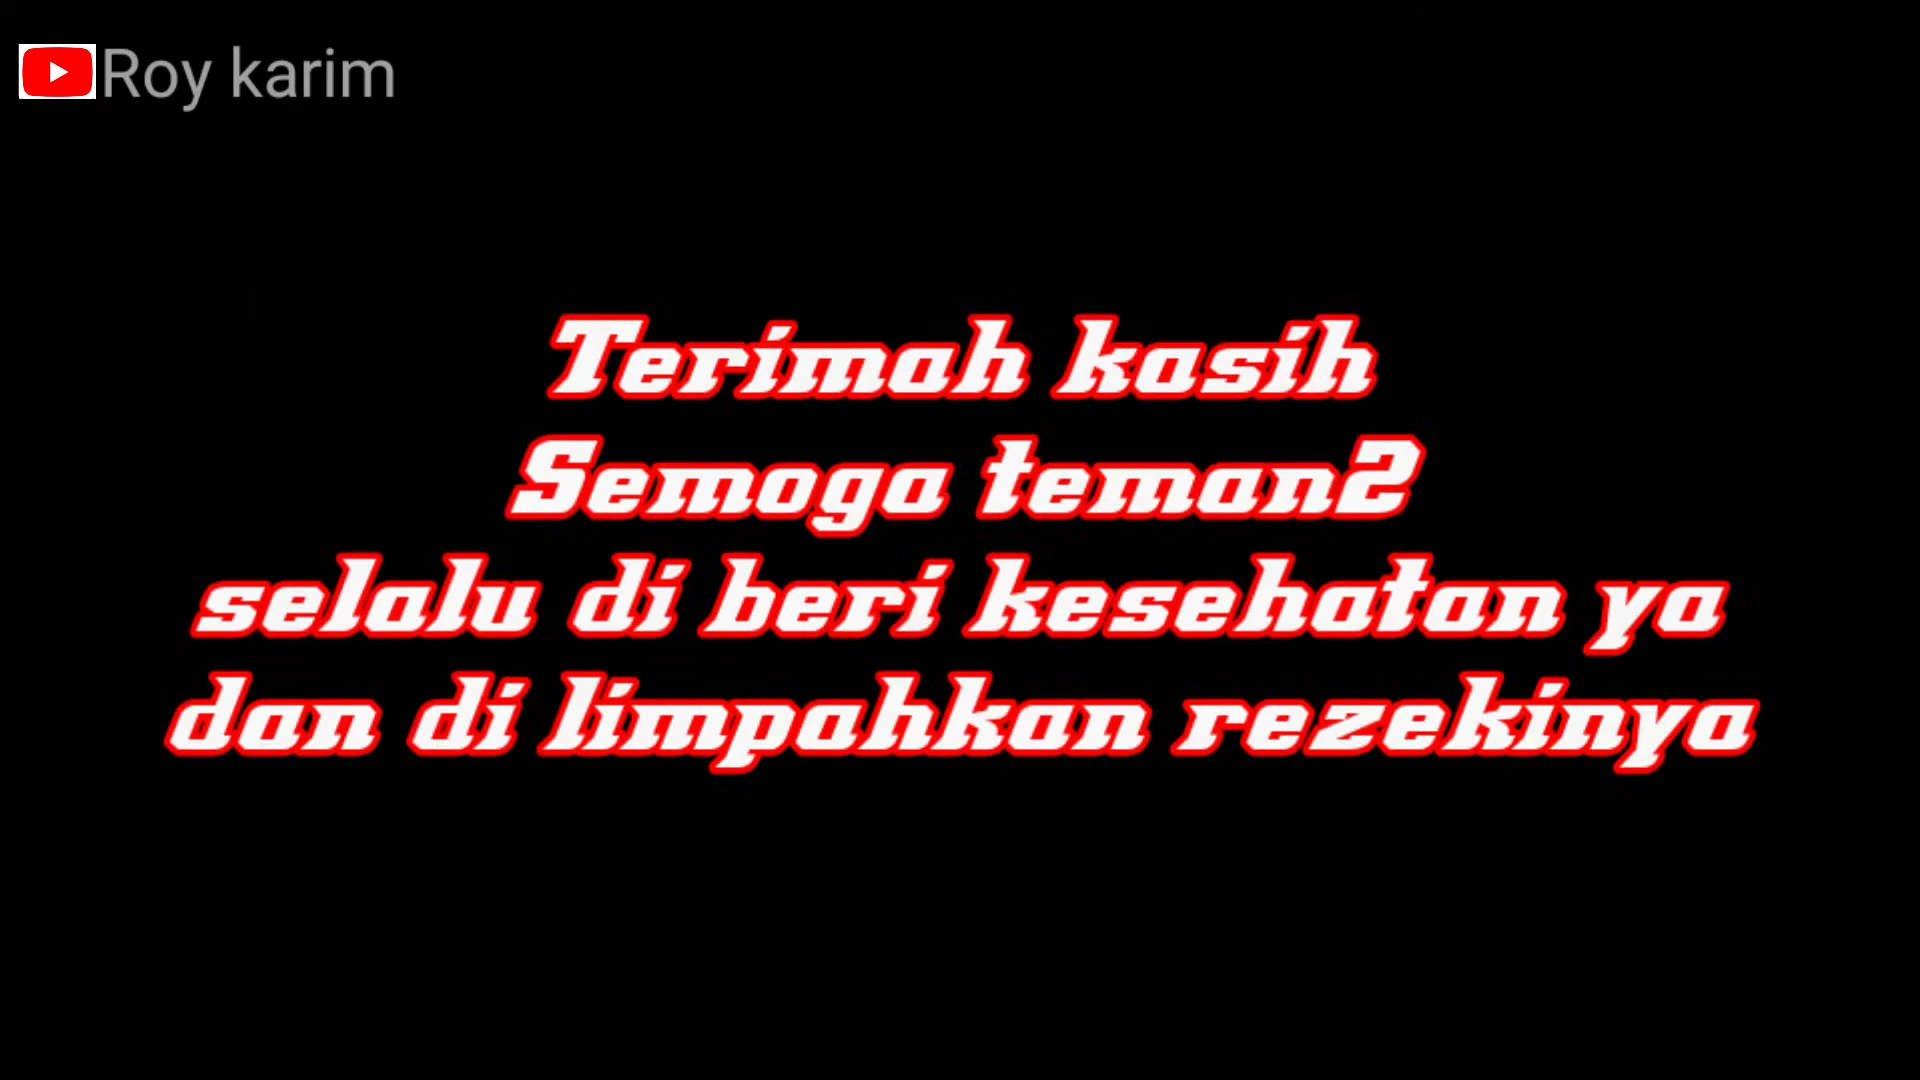 Roy karim
Terimah kasih
Semoga teman2
selalu di beri kesehatan ya
dan di limpahkan rezekinya